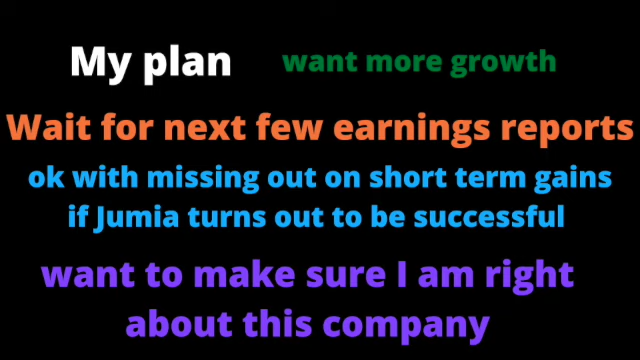 My plan
want more growth
Wait for next few earnings reports
ok with missing out on short term gains
if Jumia turns out to be successful
want to make sure I am right
about this company